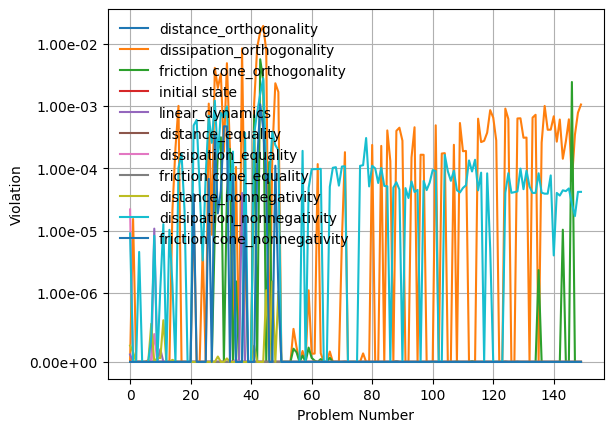 distance_orthogonality
dissipation_orthogonality
friction cone_orthogonality
initial state
linear_dynamics
distance_equality
dissipation_equality
friction cone_equality
distance_nonnegativity
dissipation_nonnegativity
friction cone_nonnegativity
1.00e-02
1.00e-03
1.00e-04
1.00e-05
1.00e-06
0.00e+00
Violation
0 20 40 60 80 100 120 140
Problem Number